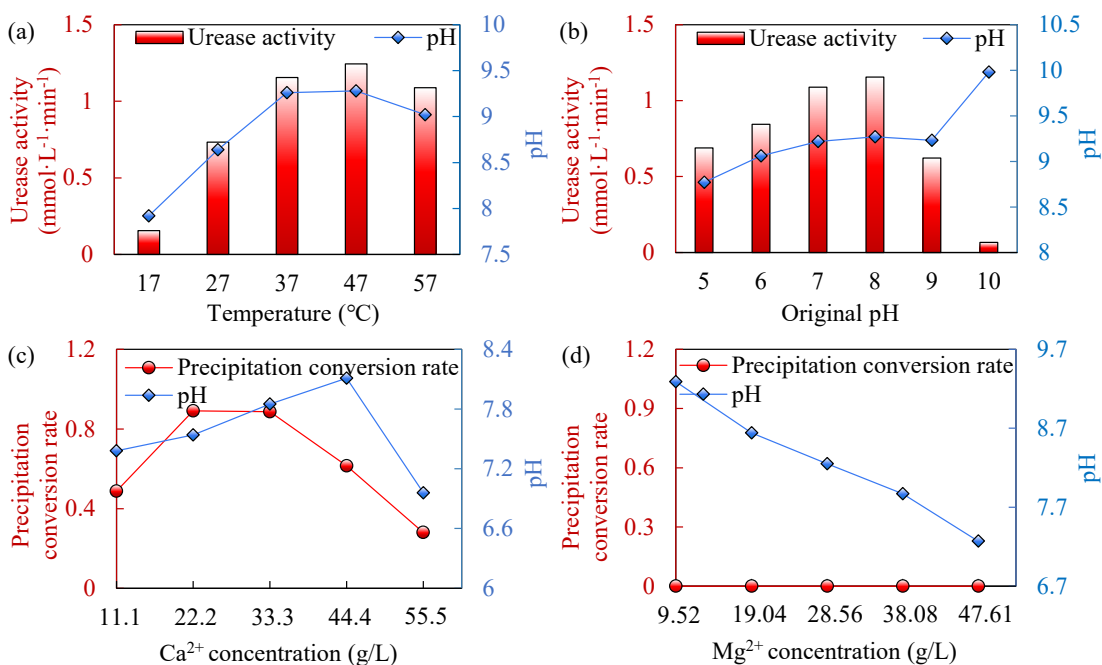 (a)
Urease activity
pH
Urease activity
(mmol·L⁻¹·min⁻¹)
1.5
1
0.5
0
10
9.5
9
8.5
8
7.5
pH
17 27 37 47 57
Temperature (℃)
(b)
Urease activity
pH
Urease activity
(mmol·L⁻¹·min⁻¹)
1.5
1
0.5
0
10.5
10
9.5
9
8.5
8
pH
5 6 7 8 9 10
Original pH
(c)
Precipitation conversion rate
pH
Precipitation
conversion rate
1.2
0.8
0.4
0
8.4
7.8
7.2
6.6
6
pH
11.1 22.2 33.3 44.4 55.5
Ca²⁺ concentration (g/L)
(d)
Precipitation conversion rate
pH
Precipitation
conversion rate
1.2
0.9
0.6
0.3
0
9.7
8.7
7.7
6.7
pH
9.52 19.04 28.56 38.08 47.61
Mg²⁺ concentration (g/L)